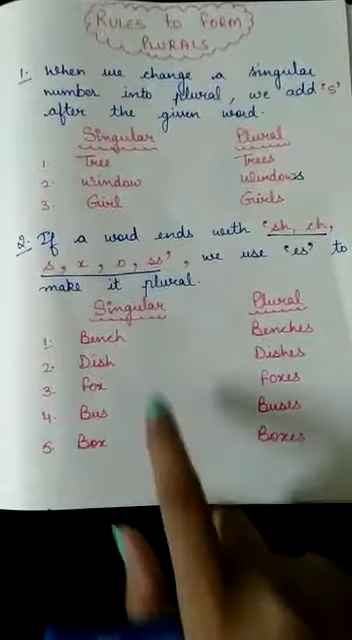 RULES TO FORM
PLURALS
1. When we change a singular
number into plural, we add 's'
after the given word.
Singular Plural
1. Tree Trees
2. Window Windows
3. Girl Girls
2. If a word ends with 'sh, ch,
s, x, o, ss', we use 'es' to
make it plural.
Singular Plural
1. Bench Benches
2. Dish Dishes
3. Fox Foxes
4. Bus Buses
5. Box Boxes